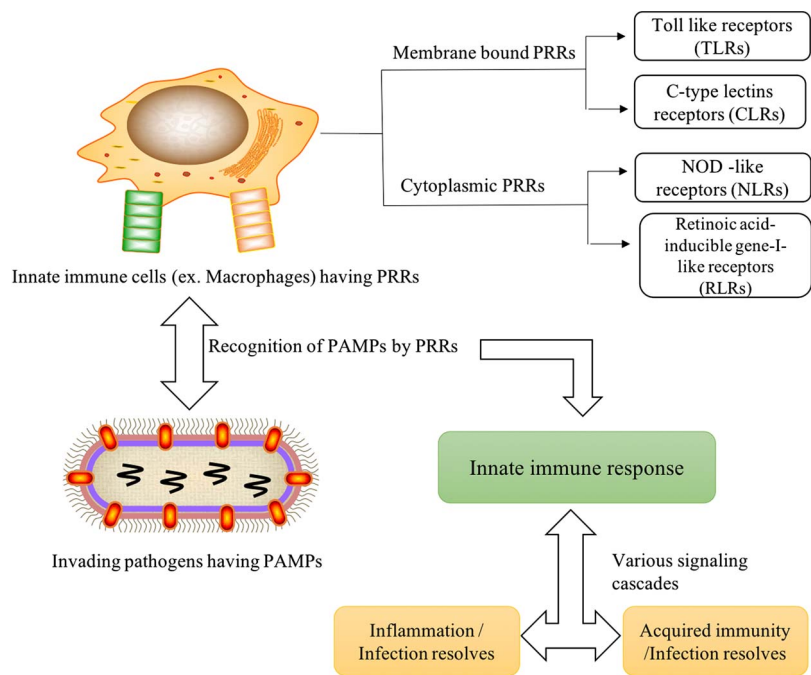 Toll like receptors
(TLRs)
Membrane bound PRRs
C-type lectins
receptors (CLRs)
NOD -like
receptors (NLRs)
Cytoplasmic PRRs
Retinoic acid-
inducible gene-I-
like receptors
(RLRs)
Innate immune cells (ex. Macrophages) having PRRs
Recognition of PAMPs by PRRs
Innate immune response
Invading pathogens having PAMPs
Various signaling
cascades
Inflammation /
Infection resolves
Acquired immunity
/Infection resolves